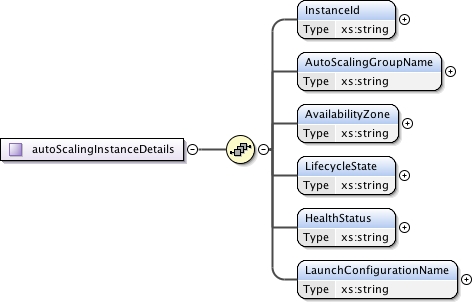 InstanceId
Type xs:string
AutoScalingGroupName
Type xs:string
AvailabilityZone
Type xs:string
autoScalingInstanceDetails
LifecycleState
Type xs:string
HealthStatus
Type xs:string
LaunchConfigurationName
Type xs:string